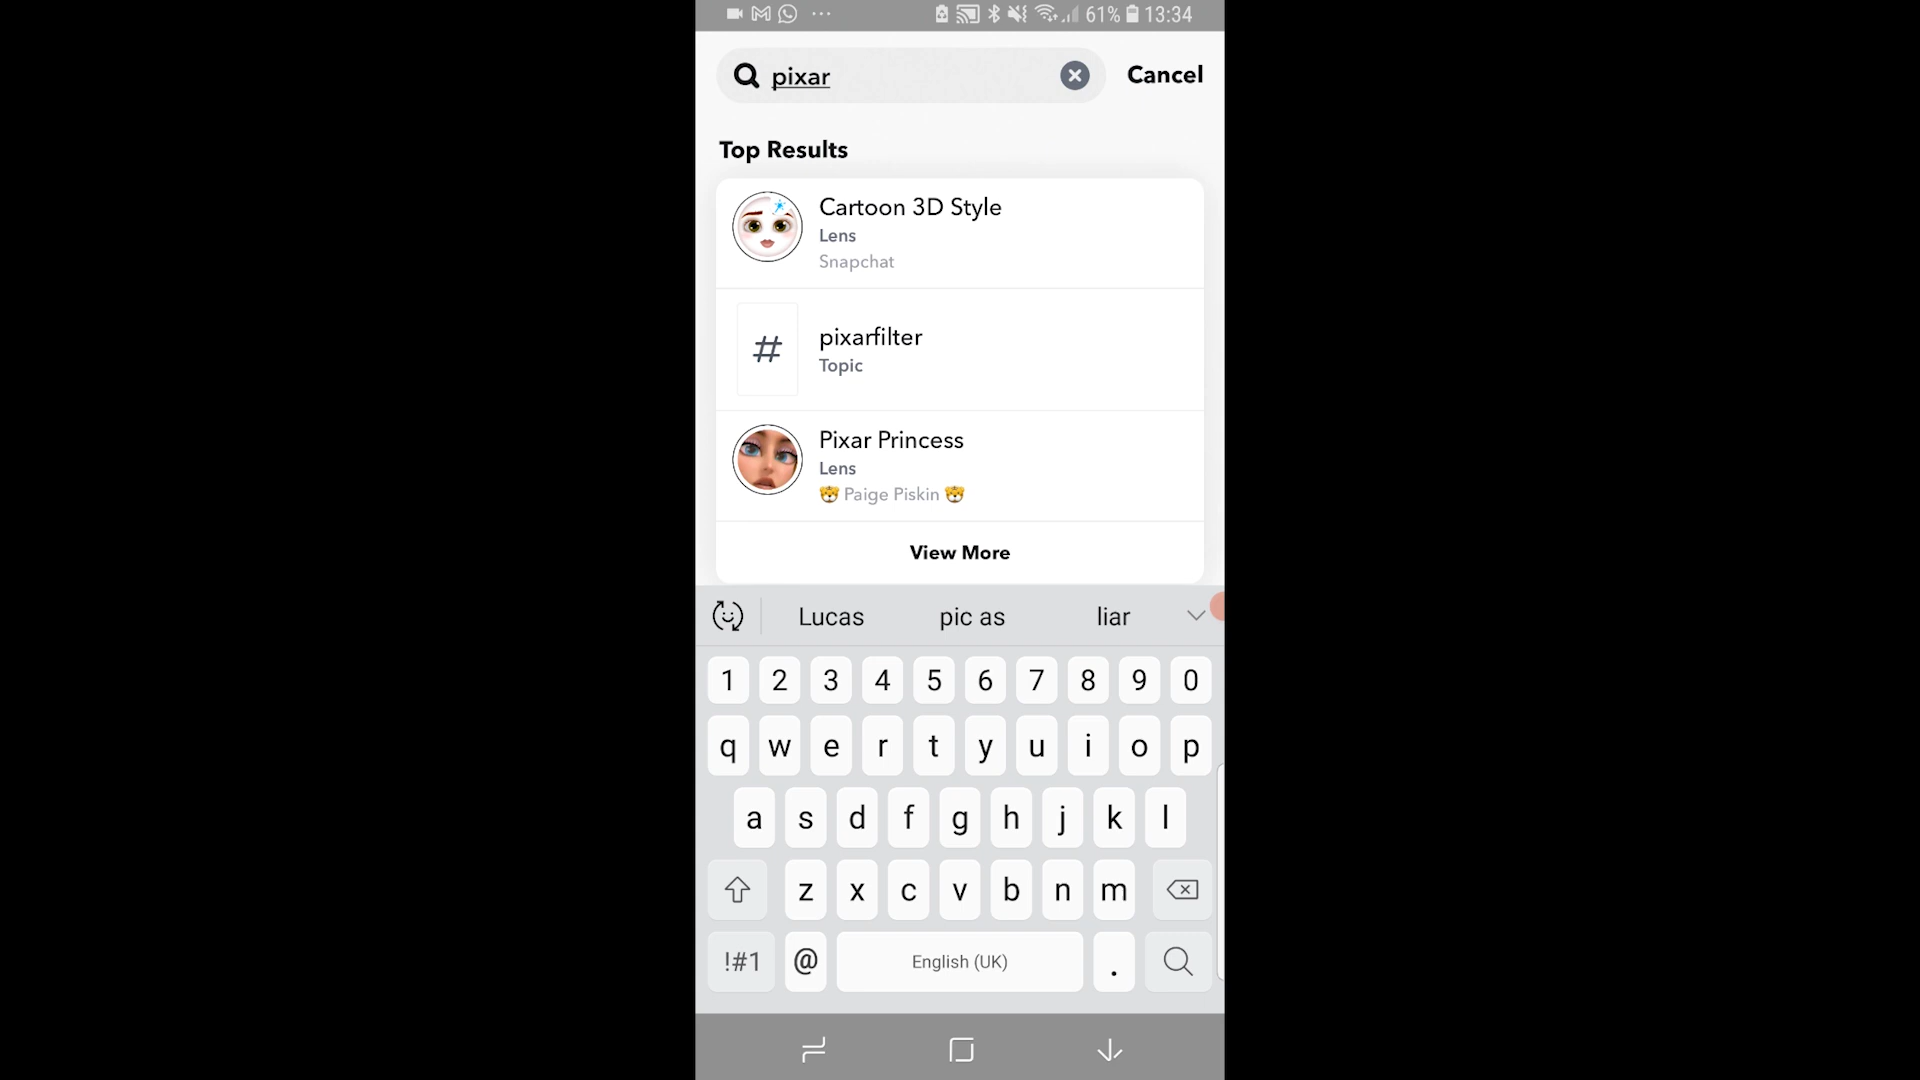 61% 13:34
pixar Cancel
Top Results
Cartoon 3D Style
Lens
Snapchat
# pixarfilter
Topic
Pixar Princess
Lens
🐯 Paige Piskin 🐯
View More
Lucas pic as liar
1 2 3 4 5 6 7 8 9 0
q w e r t y u i o p
a s d f g h j k l
z x c v b n m
!#1 @ English (UK) .